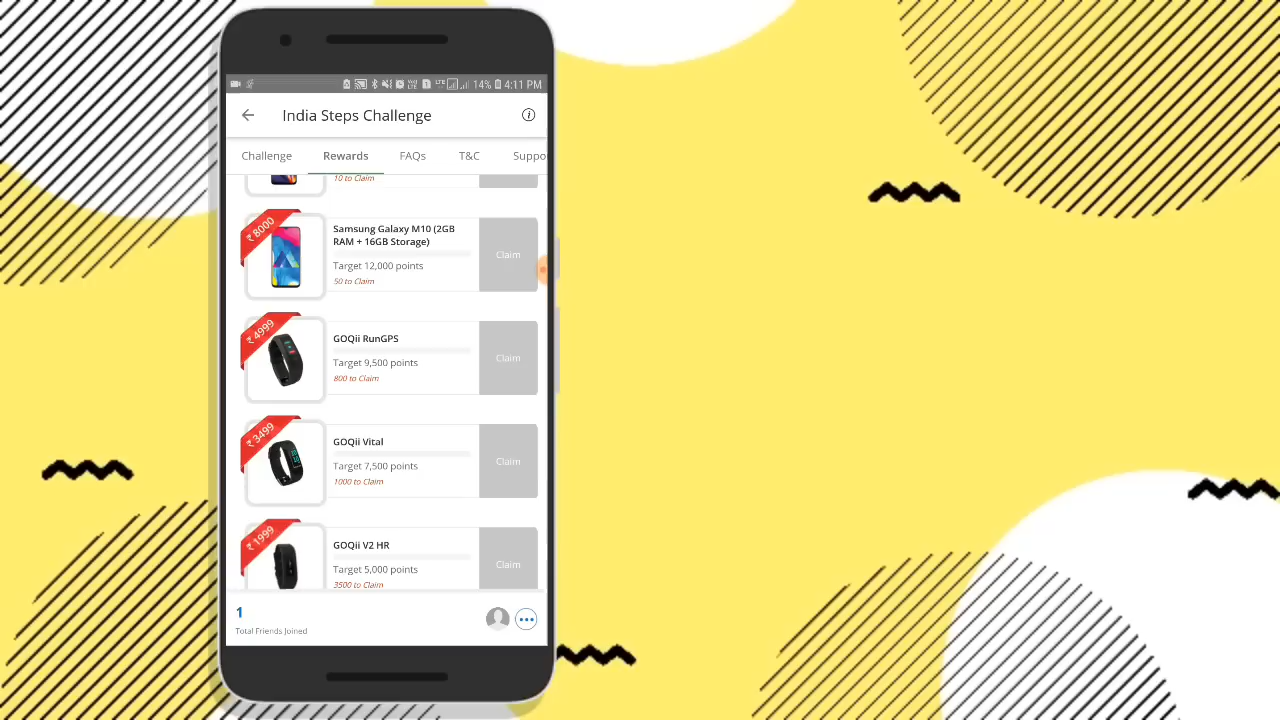 14% 4:11 PM
India Steps Challenge
Challenge Rewards FAQs T&C Suppo
10 to Claim
₹ 8000
Samsung Galaxy M10 (2GB
RAM + 16GB Storage)
Target 12,000 points
50 to Claim
Claim
₹ 4999
GOQii RunGPS
Target 9,500 points
800 to Claim
Claim
₹ 3499
GOQii Vital
Target 7,500 points
1000 to Claim
Claim
₹ 1999
GOQii V2 HR
Target 5,000 points
3500 to Claim
Claim
1
Total Friends Joined